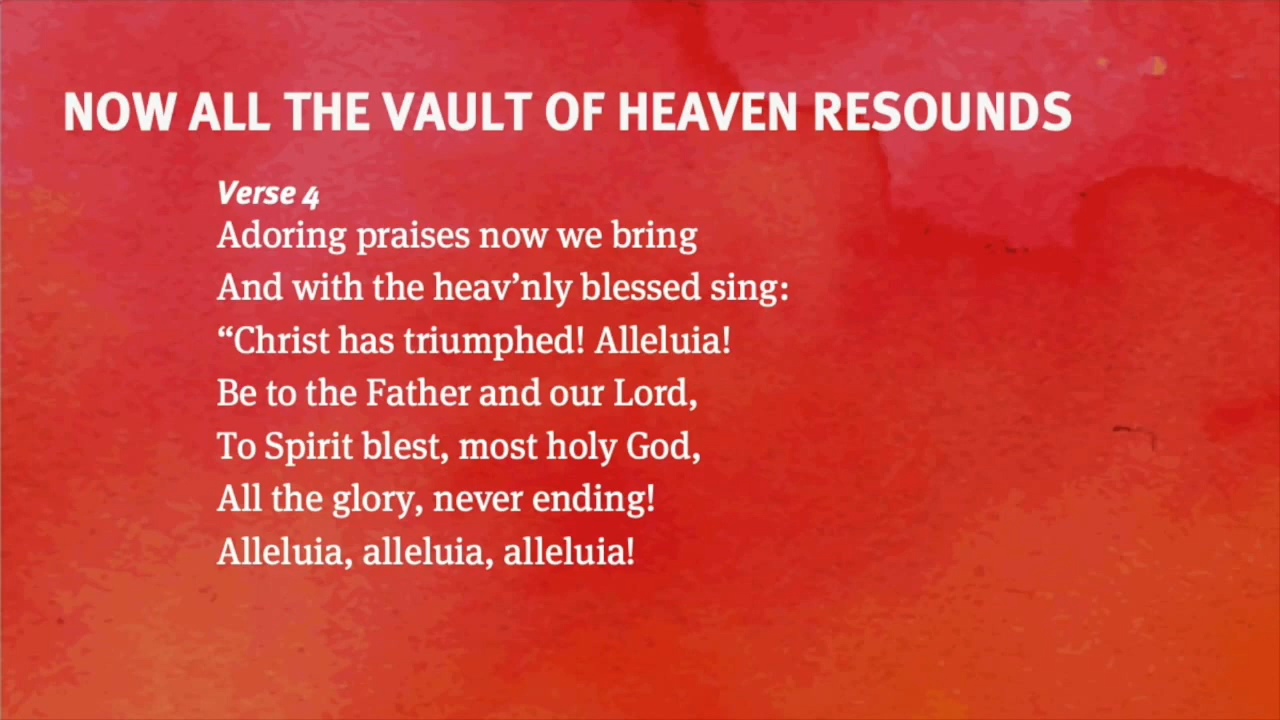 NOW ALL THE VAULT OF HEAVEN RESOUNDS
Verse 4
Adoring praises now we bring
And with the heav’nly blessed sing:
“Christ has triumphed! Alleluia!
Be to the Father and our Lord,
To Spirit blest, most holy God,
All the glory, never ending!
Alleluia, alleluia, alleluia!